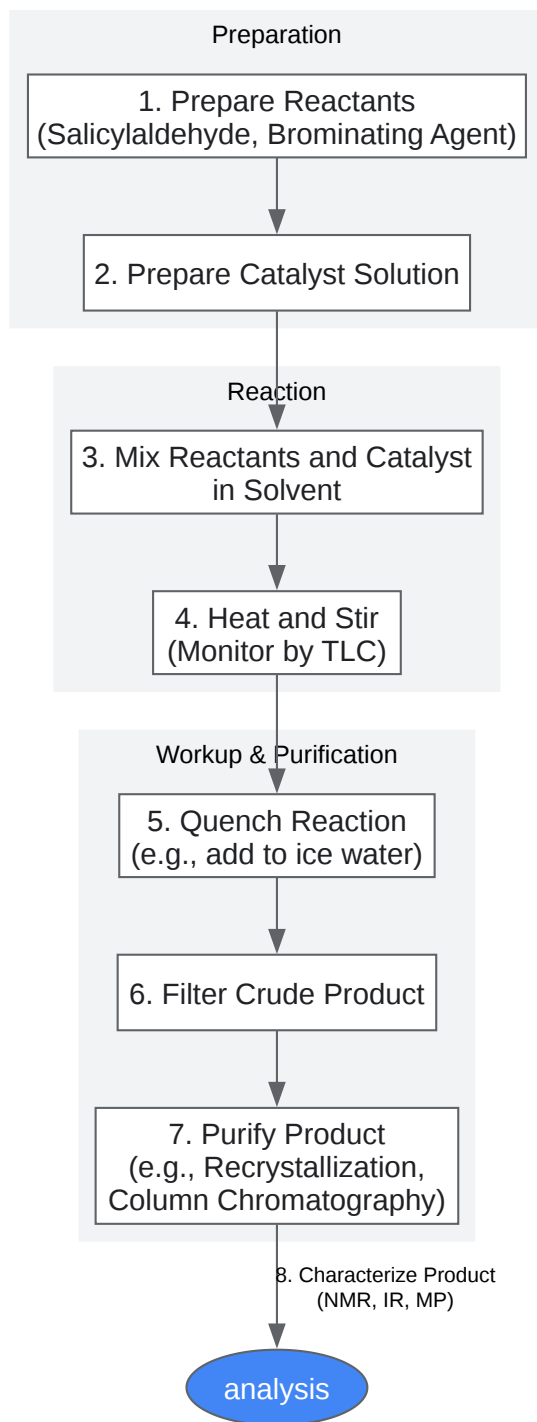 Preparation
1. Prepare Reactants
(Salicylaldehyde, Brominating Agent)
2. Prepare Catalyst Solution
Reaction
3. Mix Reactants and Catalyst
in Solvent
4. Heat and Stir
(Monitor by TLC)
Workup & Purification
5. Quench Reaction
(e.g., add to ice water)
6. Filter Crude Product
7. Purify Product
(e.g., Recrystallization,
Column Chromatography)
8. Characterize Product
(NMR, IR, MP)
analysis